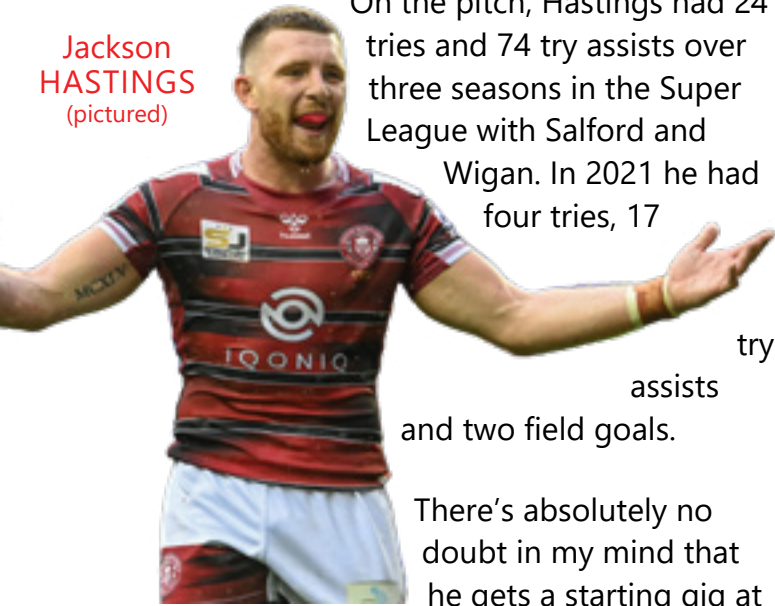 Jackson
HASTINGS
(pictured)
On the pitch, Hastings had 24
tries and 74 try assists over
three seasons in the Super
League with Salford and
Wigan. In 2021 he had
four tries, 17
try
assists
and two field goals.
There’s absolutely no
doubt in my mind that
he gets a starting gig at
SJ
IQONIQ
MCXIV